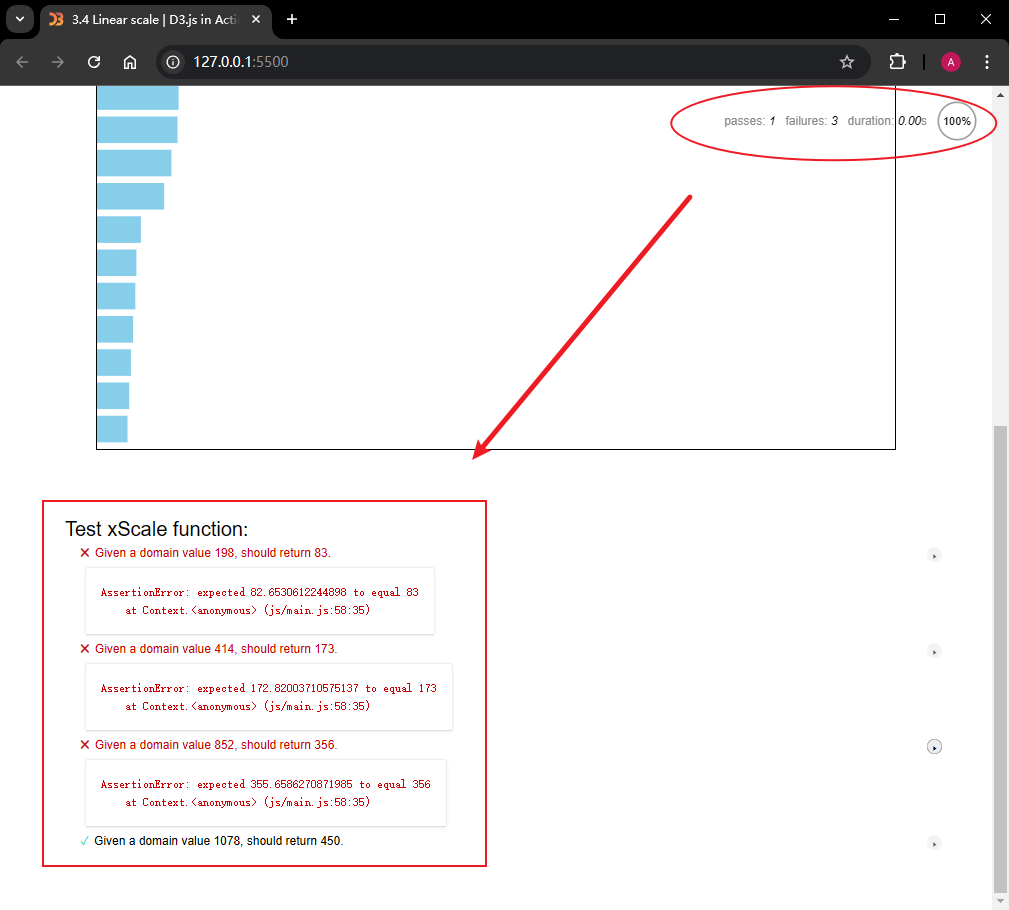 3.4 Linear scale | D3.js in Acti
127.0.0.1:5500
A
passes: 1 failures: 3 duration: 0.00s 100%
Test xScale function:
✕ Given a domain value 198, should return 83.
AssertionError: expected 82.6530612244898 to equal 83
at Context.<anonymous> (js/main.js:58:35)
✕ Given a domain value 414, should return 173.
AssertionError: expected 172.82003710575137 to equal 173
at Context.<anonymous> (js/main.js:58:35)
✕ Given a domain value 852, should return 356.
AssertionError: expected 355.6586270871985 to equal 356
at Context.<anonymous> (js/main.js:58:35)
✓ Given a domain value 1078, should return 450.